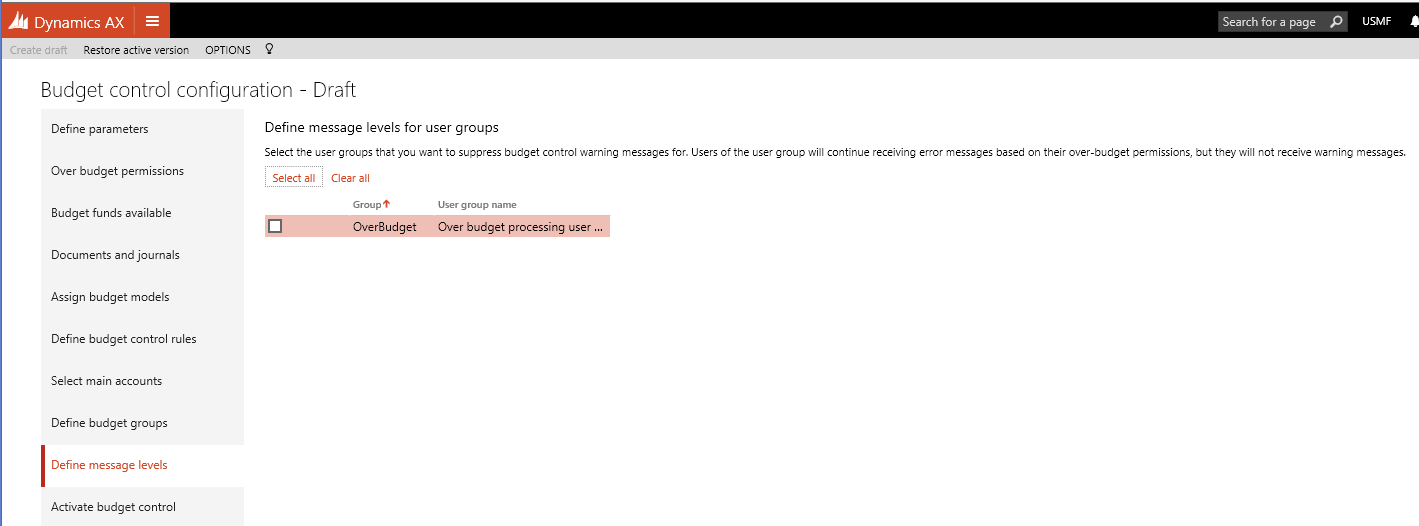 Dynamics AX
Search for a page
USMF
Create draft Restore active version OPTIONS
Budget control configuration - Draft
Define parameters
Over budget permissions
Budget funds available
Documents and journals
Assign budget models
Define budget control rules
Select main accounts
Define budget groups
Define message levels
Activate budget control
Define message levels for user groups
Select the user groups that you want to suppress budget control warning messages for. Users of the user group will continue receiving error messages based on their over-budget permissions, but they will not receive warning messages.
Select all Clear all
Group User group name
OverBudget Over budget processing user ...